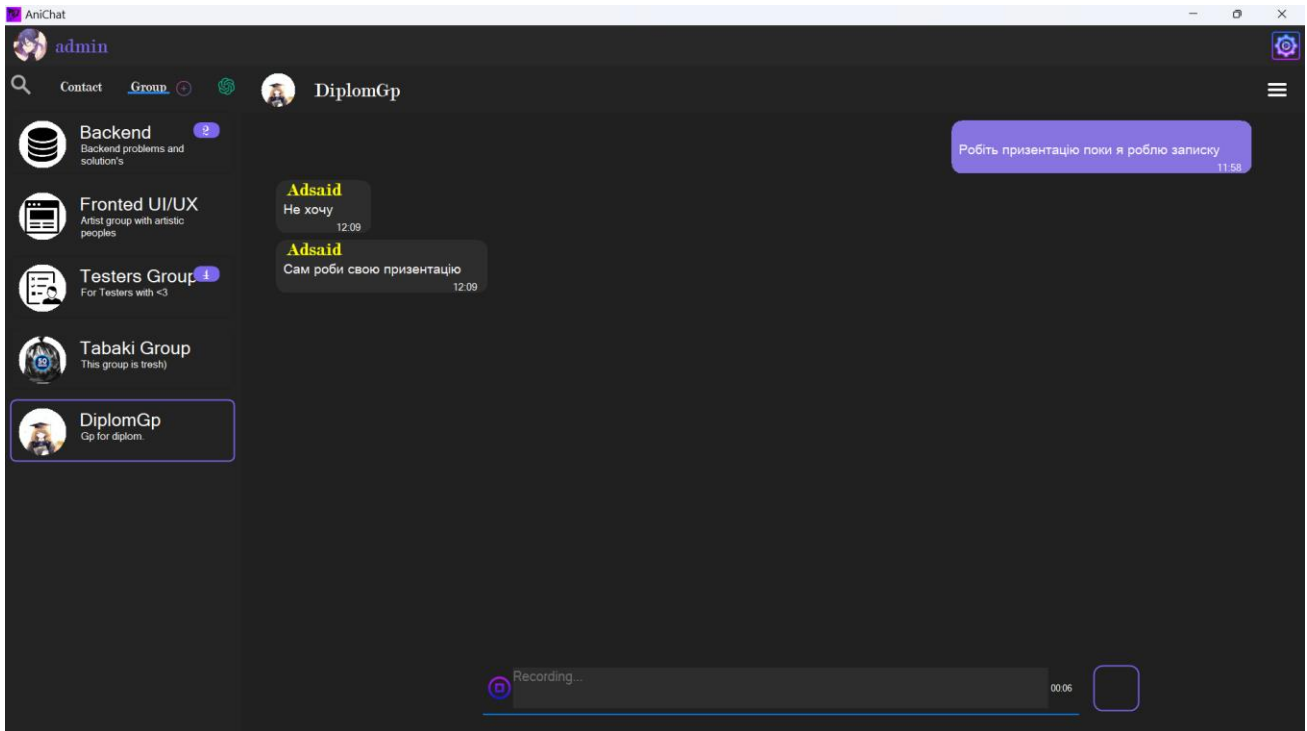 AniChat
admin
Contact Group
DiplomGp
Backend 2
Backend problems and
solution's
Fronted UI/UX
Artist group with artistic
peoples
Testers Group 4
For Testers with <3
Tabaki Group
This group is tresh)
DiplomGp
Gp for diplom.
Робіть призентацію поки я роблю записку
11:58
Adsaid
Не хочу
12:09
Adsaid
Сам роби свою призентацію
12:09
Recording...
00:06